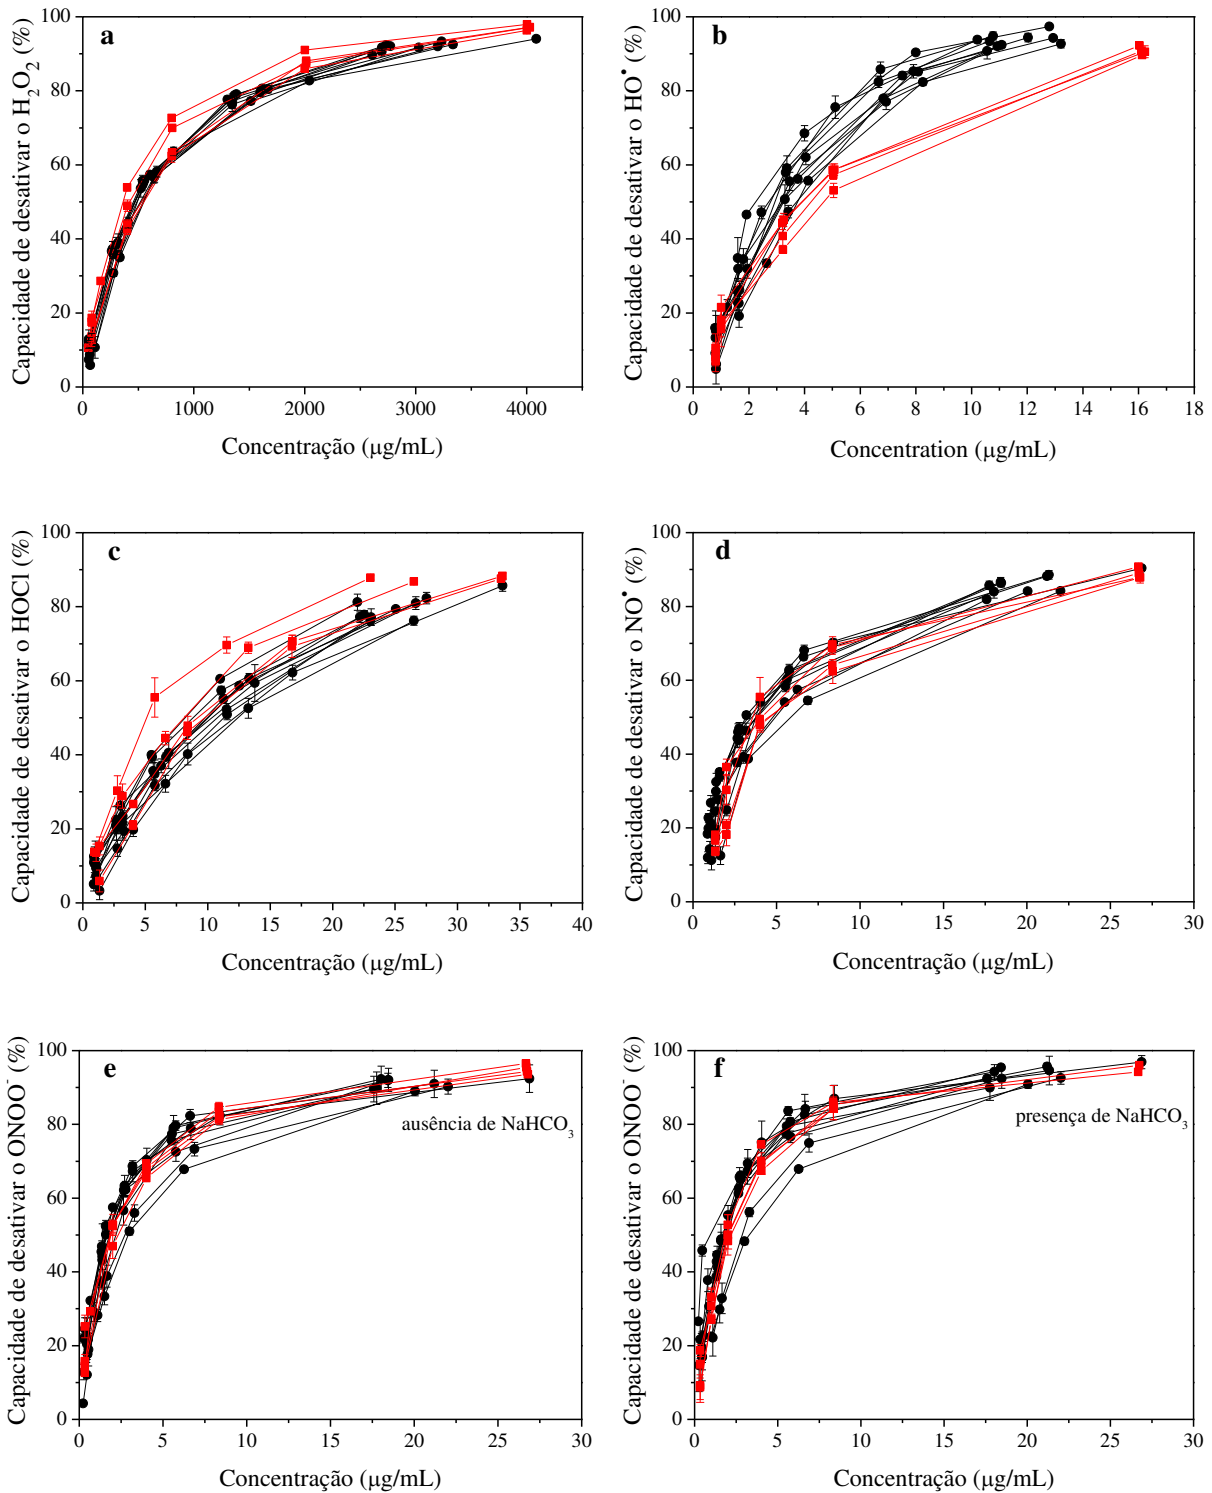 a
Capacidade de desativar o H₂O₂ (%)
100
80
60
40
20
0
0 1000 2000 3000 4000
Concentração (μg/mL)
b
Capacidade de desativar o HO• (%)
100
80
60
40
20
0
0 2 4 6 8 10 12 14 16 18
Concentration (μg/mL)
c
Capacidade de desativar o HOCl (%)
100
80
60
40
20
0
0 5 10 15 20 25 30 35 40
Concentração (μg/mL)
d
Capacidade de desativar o NO• (%)
100
80
60
40
20
0
0 5 10 15 20 25 30
Concentração (μg/mL)
e
Capacidade de desativar o ONOO⁻ (%)
100
80
60
40
20
0
ausência de NaHCO₃
0 5 10 15 20 25 30
Concentração (μg/mL)
f
Capacidade de desativar o ONOO⁻ (%)
100
80
60
40
20
0
presença de NaHCO₃
0 5 10 15 20 25 30
Concentração (μg/mL)